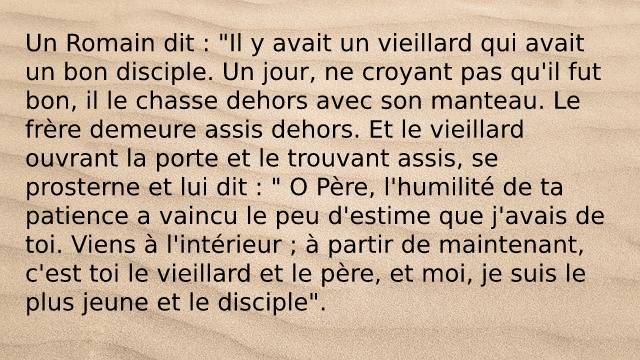 Un Romain dit : "Il y avait un vieillard qui avait
un bon disciple. Un jour, ne croyant pas qu'il fut
bon, il le chasse dehors avec son manteau. Le
frère demeure assis dehors. Et le vieillard
ouvrant la porte et le trouvant assis, se
prosterne et lui dit : " O Père, l'humilité de ta
patience a vaincu le peu d'estime que j'avais de
toi. Viens à l'intérieur ; à partir de maintenant,
c'est toi le vieillard et le père, et moi, je suis le
plus jeune et le disciple".